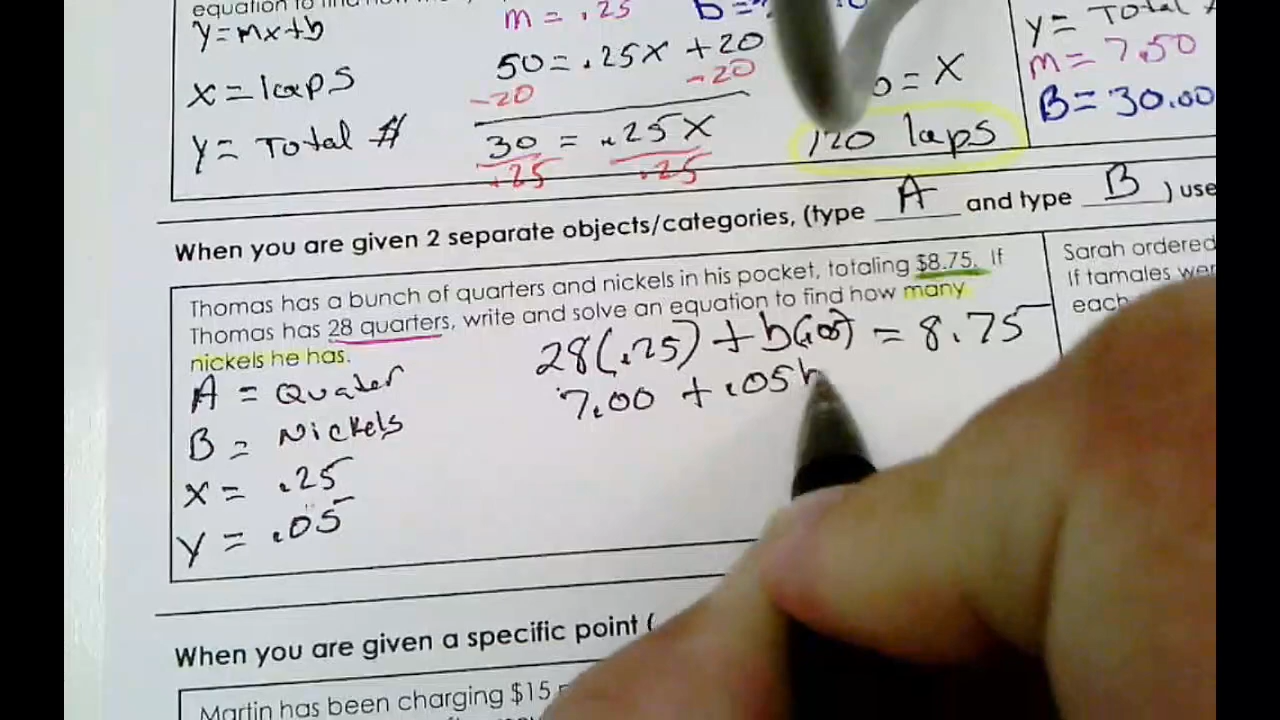 equation to find how
y=mx+b
x = laps
y = Total #
m = .25
50 = .25x + 20
-20 -20
30 = .25x
.25 .25
= x
120 laps
y = Total
m = 7.50
B = 30.00
When you are given 2 separate objects/categories, (type A and type B ) use
Thomas has a bunch of quarters and nickels in his pocket, totaling $8.75. If
Thomas has 28 quarters, write and solve an equation to find how many
nickels he has.
A = Quater
B = Nickels
x = .25
y = .05
28(.25) + b(.05) = 8.75
7.00 + .05b
Sarah ordered
If tamales wer
each
When you are given a specific point (
Martin has been charging $15